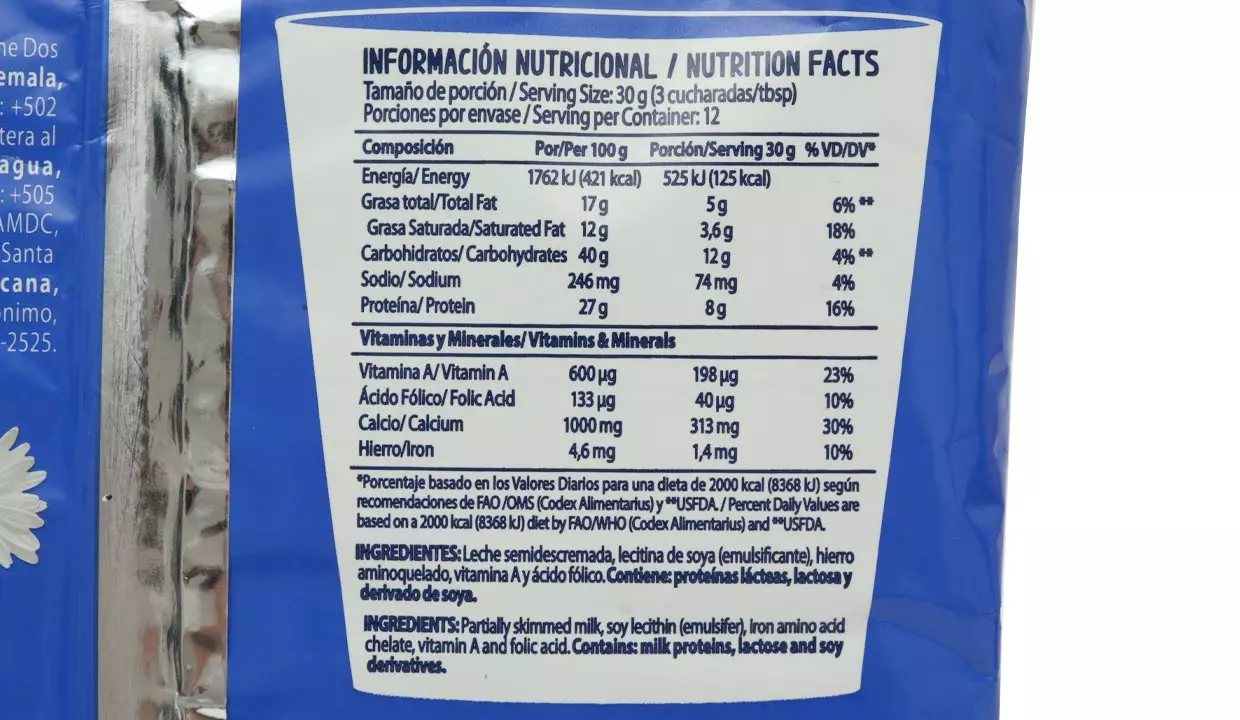 ne Dos
emala,
: +502
tera al
agua,
: +505
AMDC,
Santa
cana,
ónimo,
-2525.
INFORMACIÓN NUTRICIONAL / NUTRITION FACTS
Tamaño de porción / Serving Size: 30 g (3 cucharadas/tbsp)
Porciones por envase / Serving per Container: 12
Composición Por/Per 100 g Porción/Serving 30 g % VD/DV*
Energía/ Energy 1762 kJ (421 kcal) 525 kJ (125 kcal)
Grasa total/Total Fat 17 g 5 g 6% **
Grasa Saturada/Saturated Fat 12 g 3,6 g 18%
Carbohidratos/ Carbohydrates 40 g 12 g 4% **
Sodio/ Sodium 246 mg 74 mg 4%
Proteína/ Protein 27 g 8 g 16%
Vitaminas y Minerales/ Vitamins & Minerals
Vitamina A/ Vitamin A 600 µg 198 µg 23%
Ácido Fólico/ Folic Acid 133 µg 40 µg 10%
Calcio/ Calcium 1000 mg 313 mg 30%
Hierro/Iron 4,6 mg 1,4 mg 10%
*Porcentaje basado en los Valores Diarios para una dieta de 2000 kcal (8368 kJ) según
recomendaciones de FAO /OMS (Codex Alimentarius) y **USFDA. / Percent Daily Values are
based on a 2000 kcal (8368 kJ) diet by FAO/WHO (Codex Alimentarius) and **USFDA.
INGREDIENTES: Leche semidescremada, lecitina de soya (emulsificante), hierro
aminoquelado, vitamina A y ácido fólico. Contiene: proteínas lácteas, lactosa y
derivado de soya.
INGREDIENTS: Partially skimmed milk, soy lecithin (emulsifer), iron amino acid
chelate, vitamin A and folic acid. Contains: milk proteins, lactose and soy
derivatives.